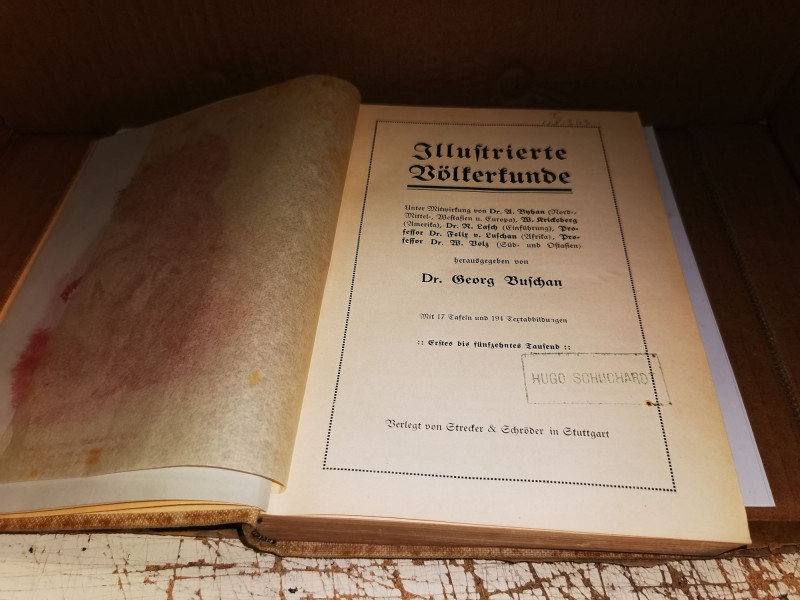 Illustrierte
Völkerkunde
Unter Mitwirkung von Dr. A. Byhan (Nord-,
Mittel-, Westasien u. Europa), W. Krickeberg
(Amerika), Dr. R. Lasch (Einführung), Pro-
fessor Dr. Felix v. Luschan (Afrika), Pro-
fessor Dr. W. Volz (Süd- und Ostasien)
herausgegeben von
Dr. Georg Buschan
Mit 17 Tafeln und 194 Textabbildungen
:: Erstes bis fünfzehntes Tausend ::
HUGO SCHUCHARD
Verlegt von Strecker & Schröder in Stuttgart